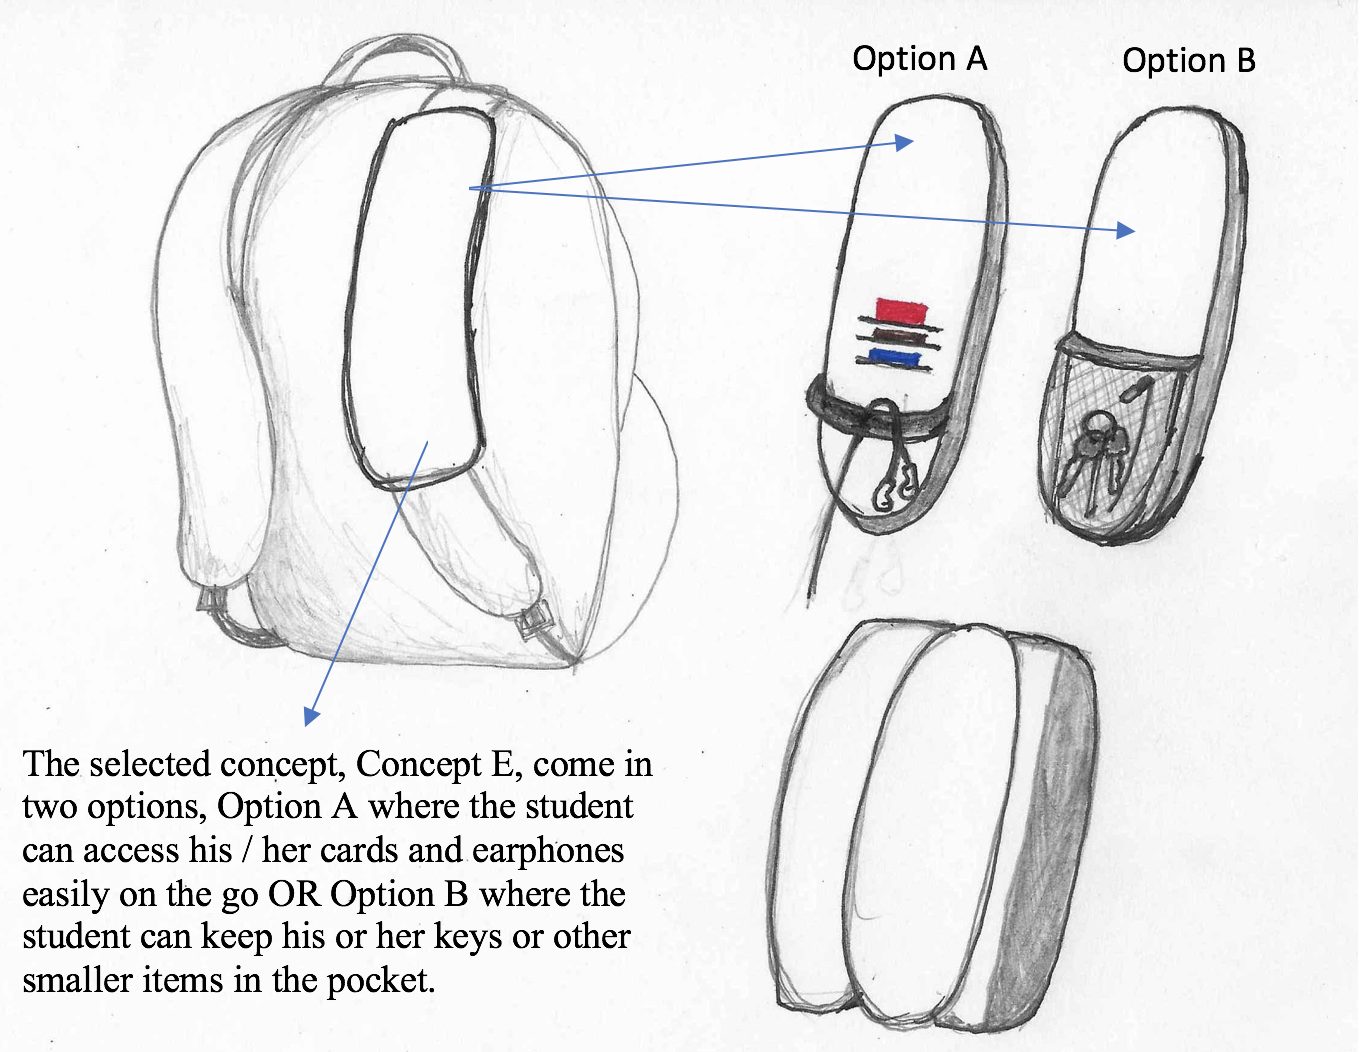 Option A
Option B
The selected concept, Concept E, come in
two options, Option A where the student
can access his / her cards and earphones
easily on the go OR Option B where the
student can keep his or her keys or other
smaller items in the pocket.